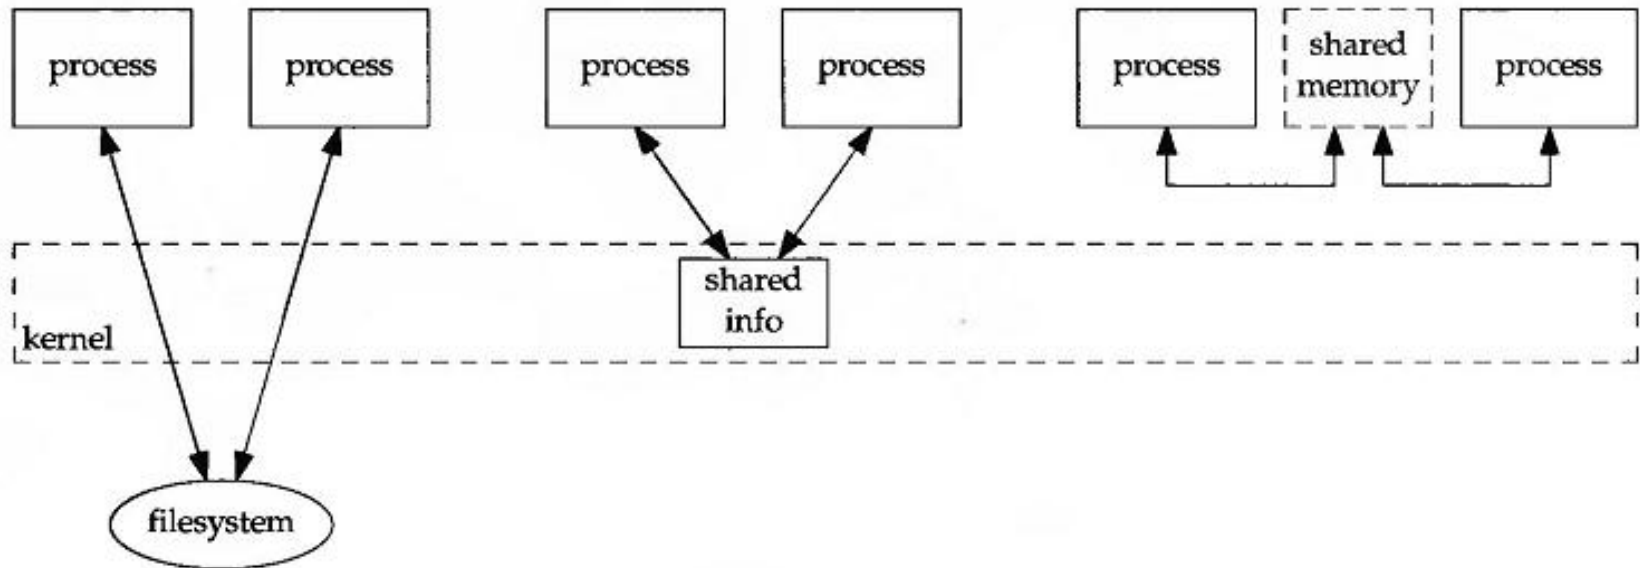 process
process
process
process
process
shared
memory
process
shared
info
kernel
filesystem